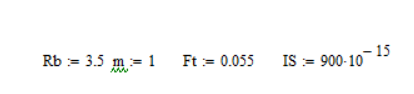 Rb := 3.5 m := 1 Ft := 0.055 IS := 900·10^-15